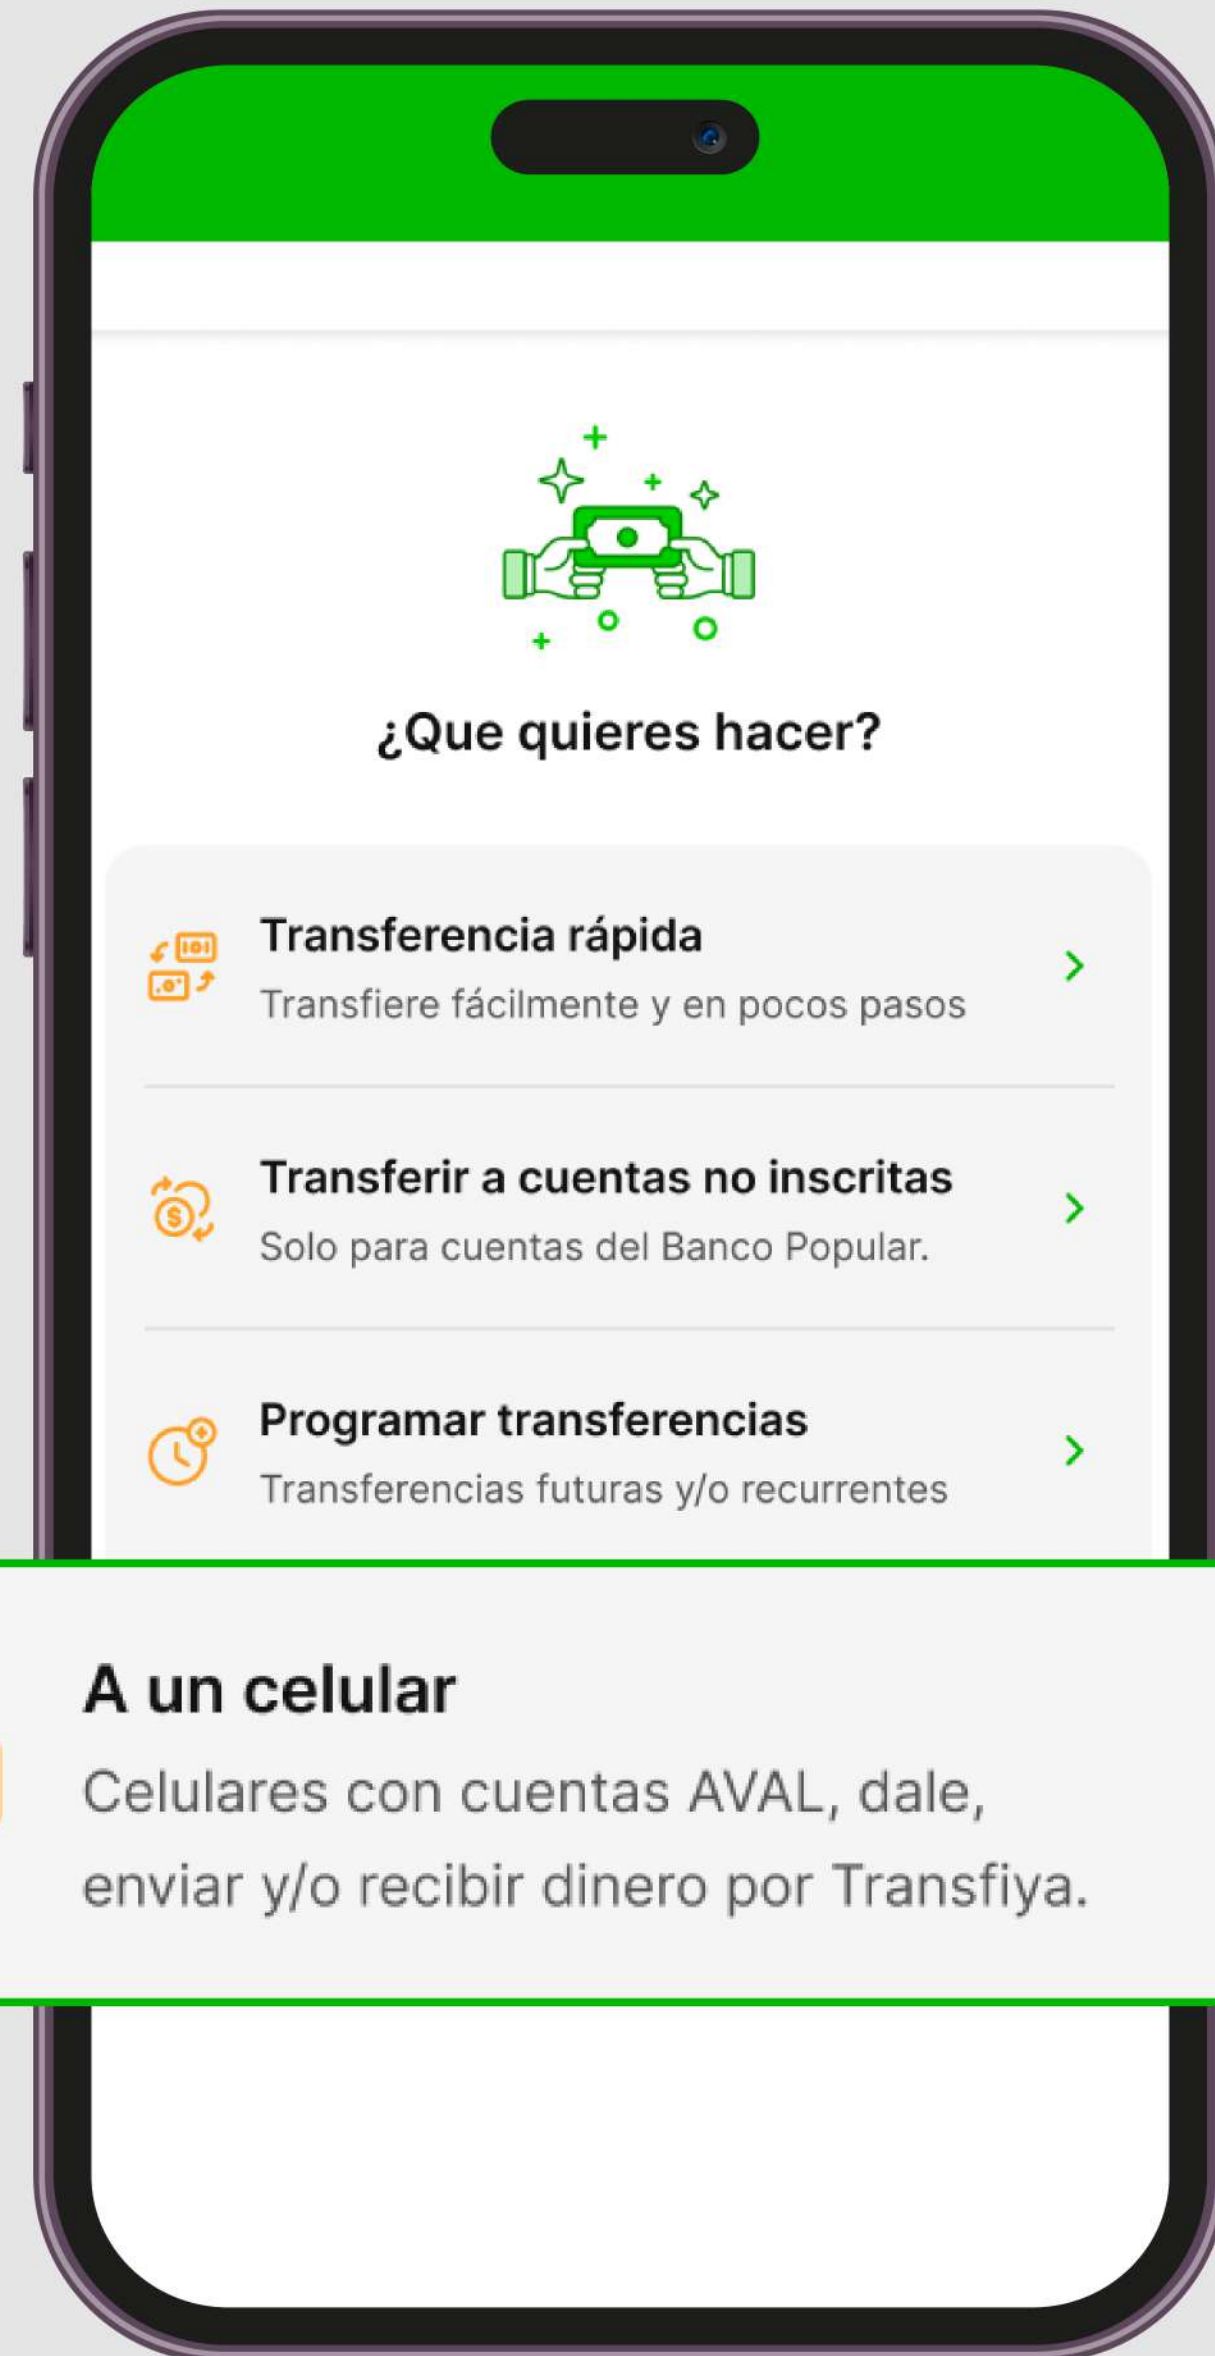 ¿Que quieres hacer?
Transferencia rápida
Transfiere fácilmente y en pocos pasos
Transferir a cuentas no inscritas
Solo para cuentas del Banco Popular.
Programar transferencias
Transferencias futuras y/o recurrentes
A un celular
Celulares con cuentas AVAL, dale,
enviar y/o recibir dinero por Transfiya.